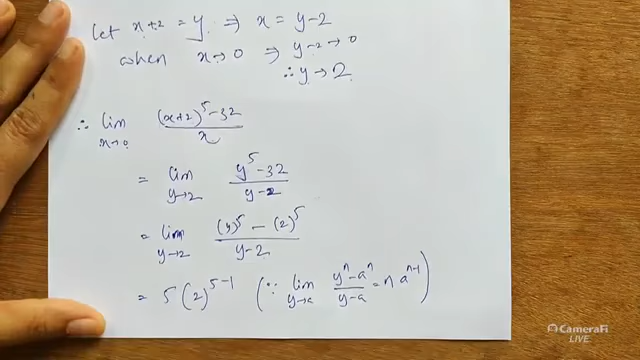 Let x+2 = y ⇒ x = y-2
when x→0 ⇒ y-2→0
∴ y→2
∴ lim x→0 (x+2)^5 - 32 / x
= lim y→2 y^5 - 32 / y-2
= lim y→2 (y)^5 - (2)^5 / y-2
= 5(2)^5-1 (∵ lim y→a y^n - a^n / y-a = n a^n-1)
CameraFi
LIVE